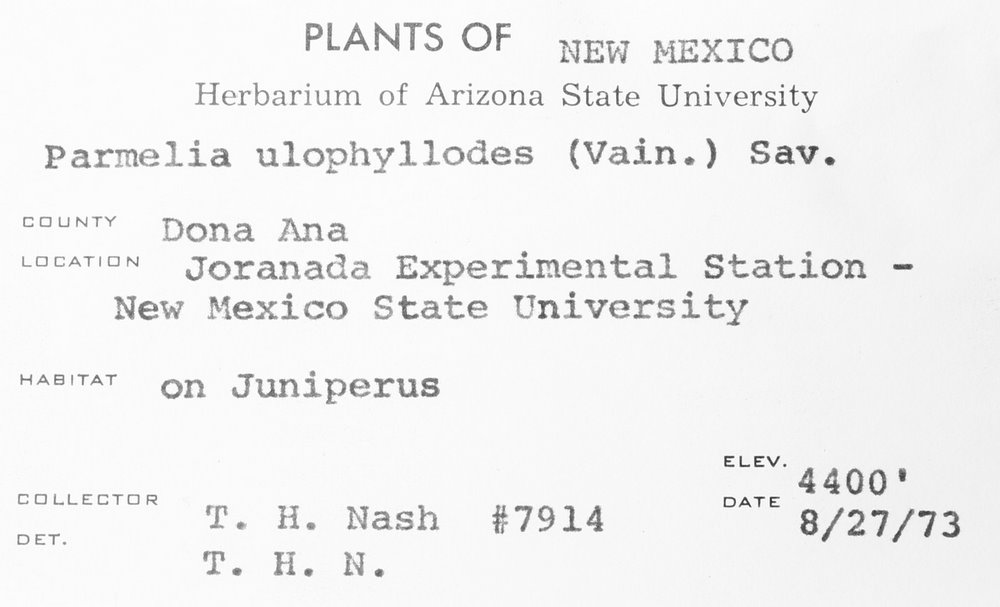 PLANTS OF NEW MEXICO
Herbarium of Arizona State University
Parmelia ulophyllodes (Vain.) Sav.
COUNTY Dona Ana
LOCATION Joranada Experimental Station -
New Mexico State University
HABITAT on Juniperus
ELEV. 4400'
DATE 8/27/73
COLLECTOR T. H. Nash #7914
DET. T. H. N.